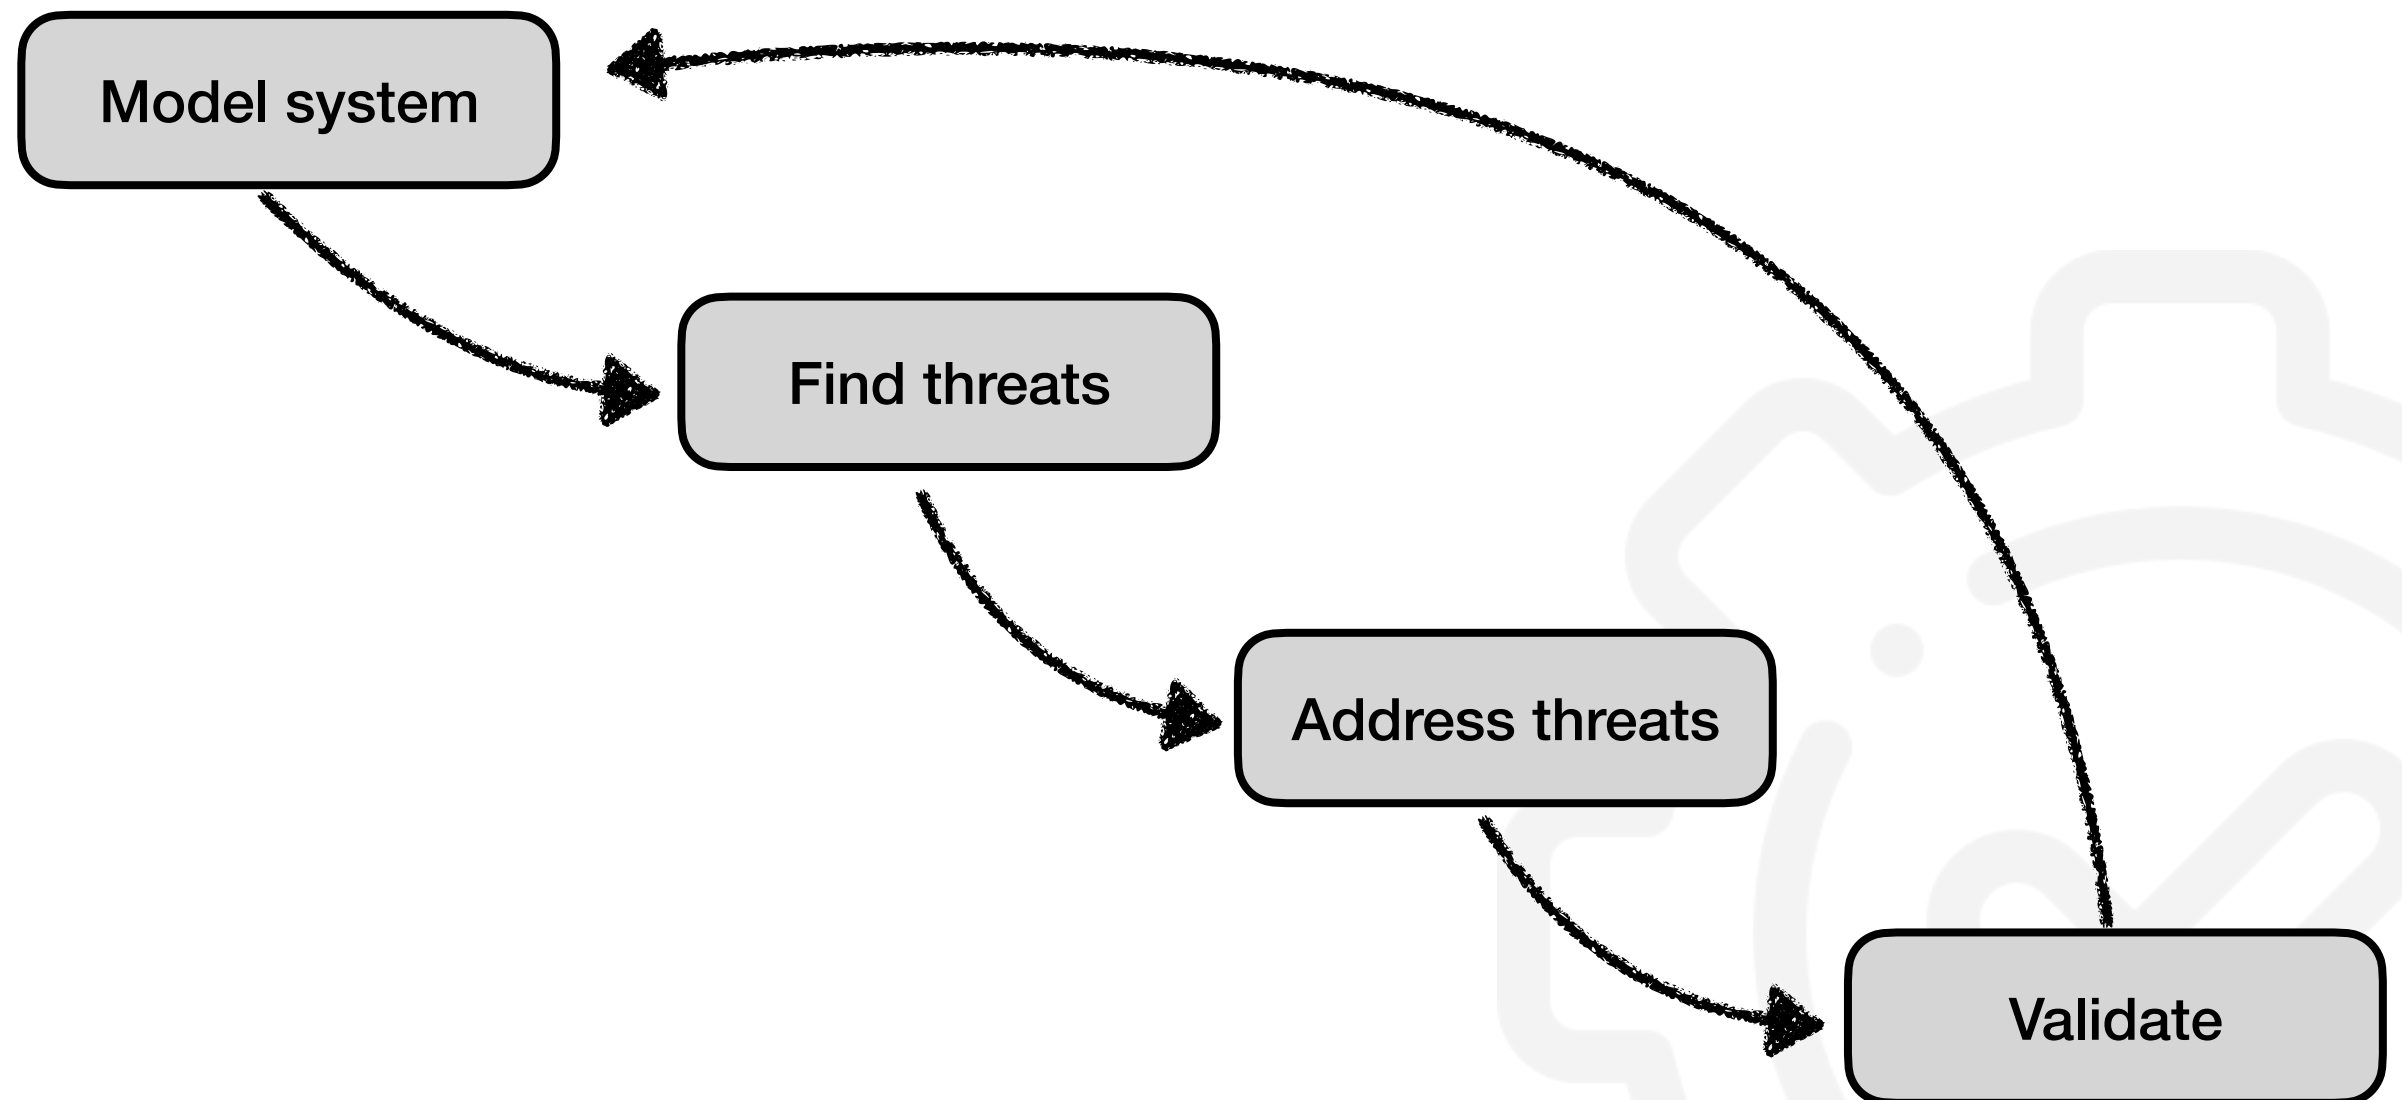 Model system
Find threats
Address threats
Validate